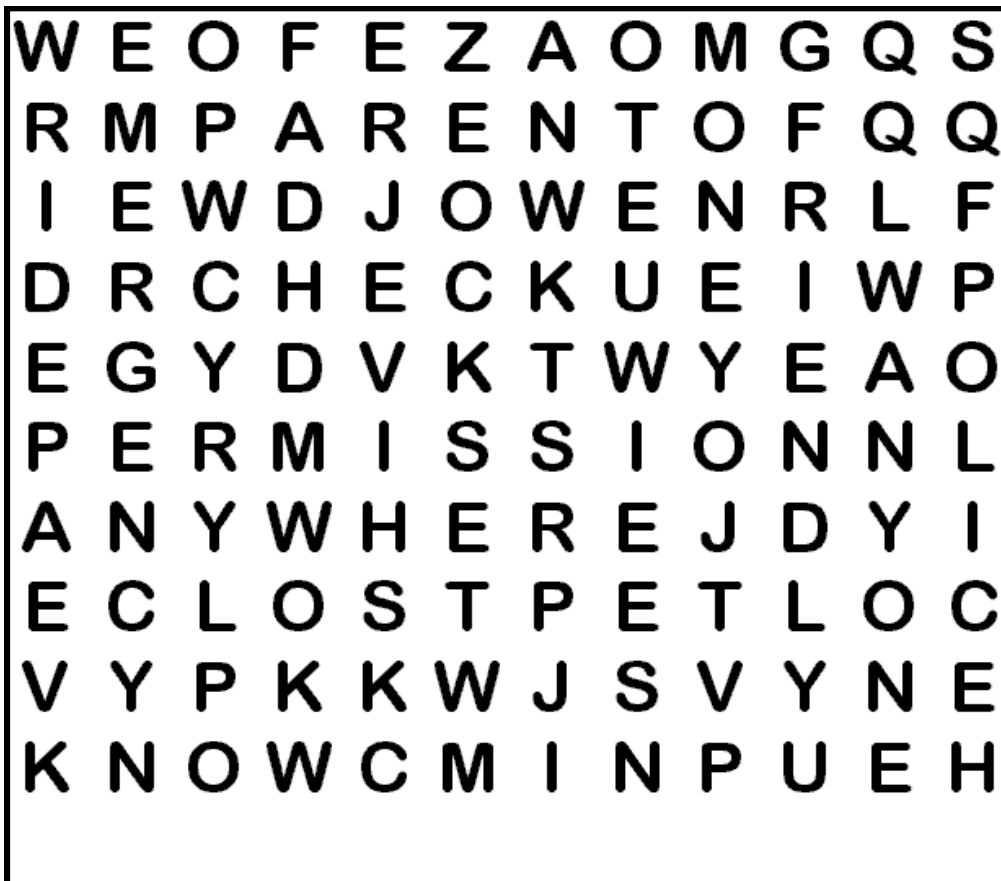 W E O F E Z A O M G Q S
R M P A R E N T O F Q Q
I E W D J O W E N R L F
D R C H E C K U E I W P
E G Y D V K T W Y E A O
P E R M I S S I O N N L
A N Y W H E R E J D Y I
E C L O S T P E T L O C
V Y P K K W J S V Y N E
K N O W C M I N P U E H